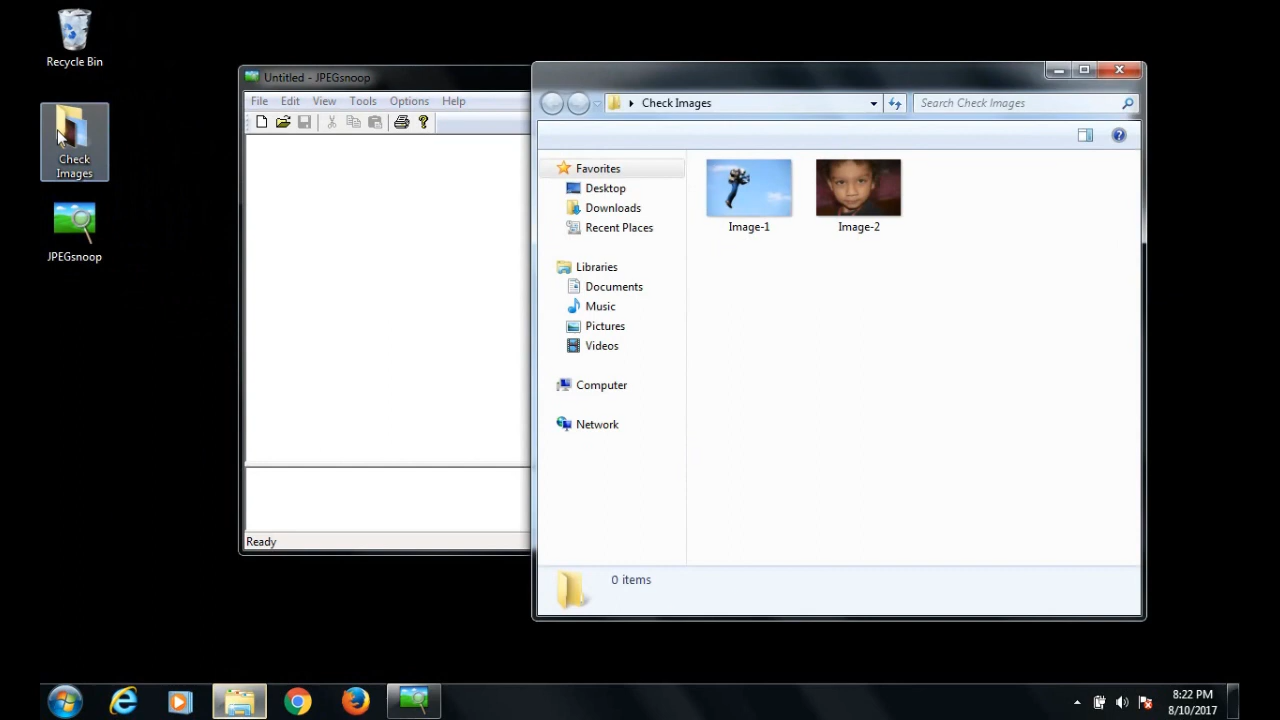 Recycle Bin
Check
Images
JPEGsnoop
Untitled - JPEGsnoop
File Edit View Tools Options Help
Ready
Check Images
Search Check Images
Favorites
Desktop
Downloads
Recent Places
Libraries
Documents
Music
Pictures
Videos
Computer
Network
Image-1
Image-2
0 items
8:22 PM
8/10/2017